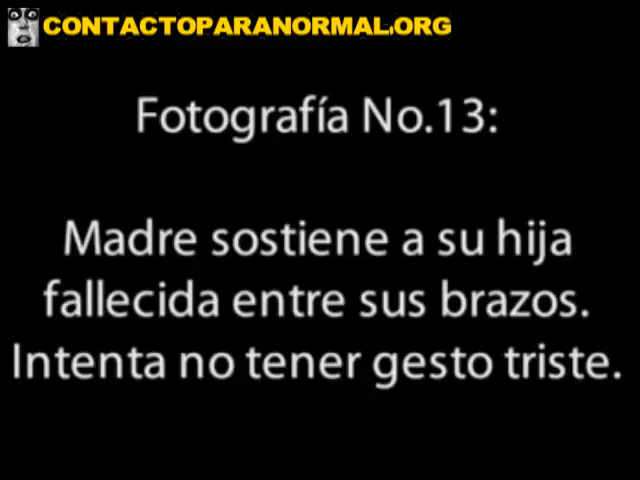 CONTACTOPARANORMAL.ORG
Fotografía No.13:
Madre sostiene a su hija
fallecida entre sus brazos.
Intenta no tener gesto triste.